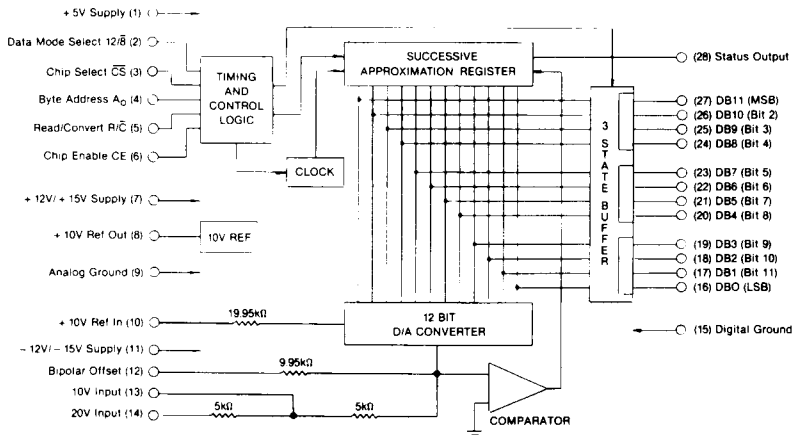 + 5V Supply (1)
Data Mode Select 12/8̅ (2)
Chip Select C̅S̅ (3)
Byte Address A₀ (4)
Read/Convert R/C̅ (5)
Chip Enable CE (6)
+ 12V/ + 15V Supply (7)
+ 10V Ref Out (8)
Analog Ground (9)
+ 10V Ref In (10)
− 12V/ − 15V Supply (11)
Bipolar Offset (12)
10V Input (13)
20V Input (14)
TIMING
AND
CONTROL
LOGIC
CLOCK
10V REF
SUCCESSIVE
APPROXIMATION REGISTER
12 BIT
D/A CONVERTER
19.95kΩ
9.95kΩ
5kΩ
5kΩ
COMPARATOR
3 STATE BUFFER
(28) Status Output
(27) DB11 (MSB)
(26) DB10 (Bit 2)
(25) DB9 (Bit 3)
(24) DB8 (Bit 4)
(23) DB7 (Bit 5)
(22) DB6 (Bit 6)
(21) DB5 (Bit 7)
(20) DB4 (Bit 8)
(19) DB3 (Bit 9)
(18) DB2 (Bit 10)
(17) DB1 (Bit 11)
(16) DBO (LSB)
(15) Digital Ground